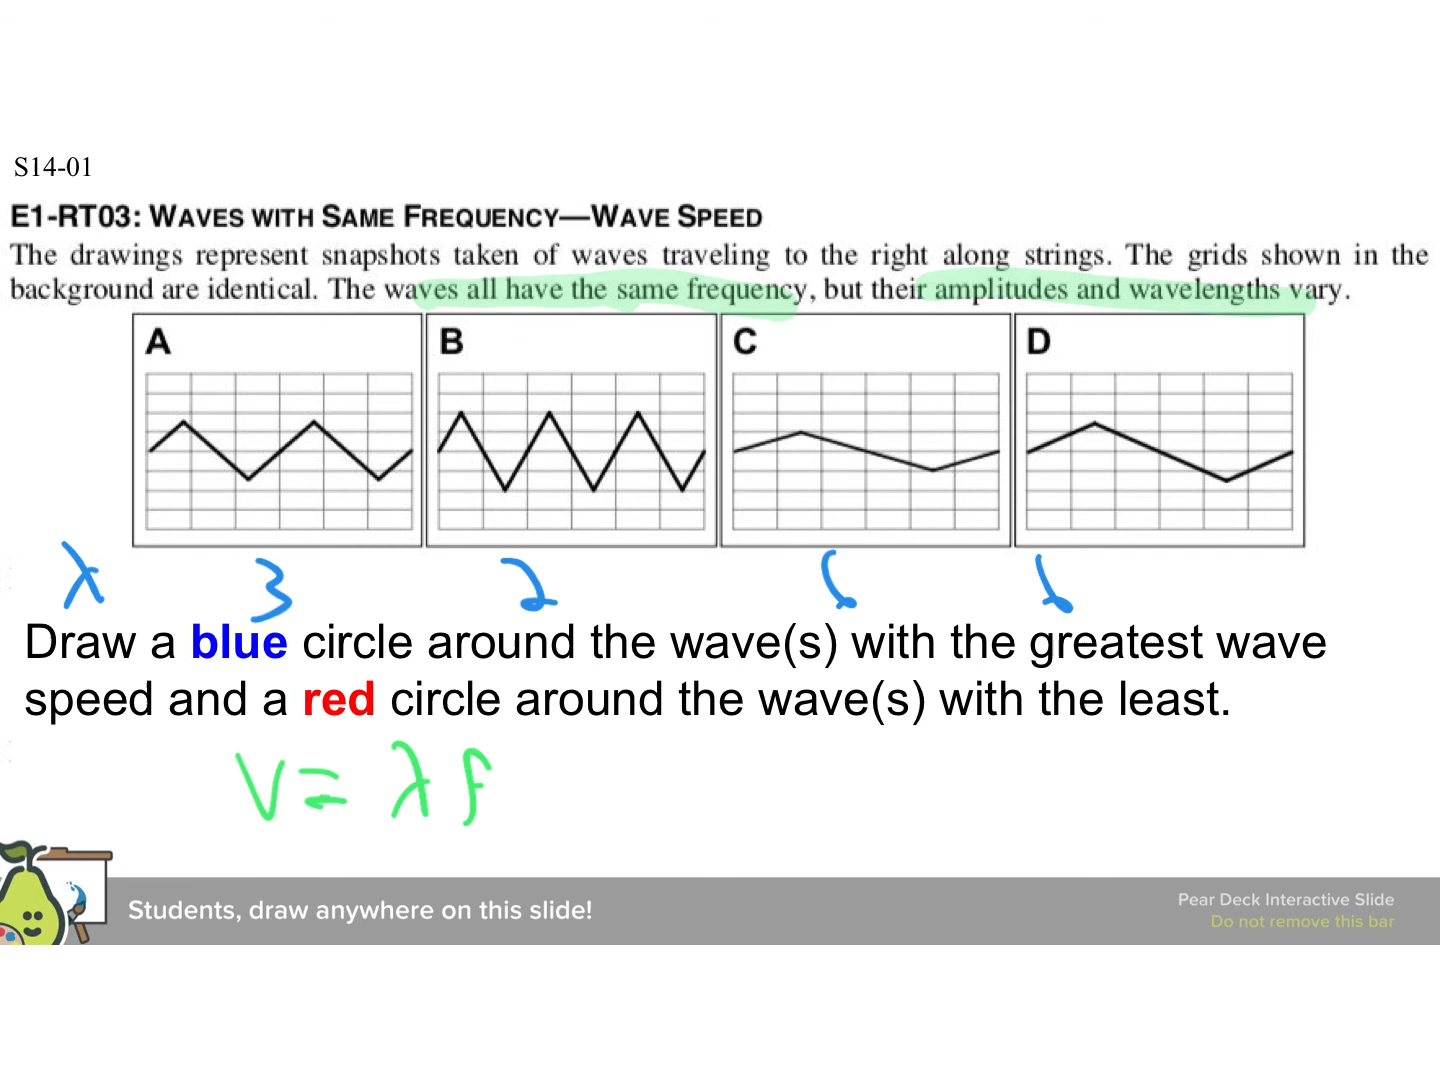 S14-01
E1-RT03: WAVES WITH SAME FREQUENCY—WAVE SPEED
The drawings represent snapshots taken of waves traveling to the right along strings. The grids shown in the
background are identical. The waves all have the same frequency, but their amplitudes and wavelengths vary.
A B C D
λ 3 2 6 6
Draw a blue circle around the wave(s) with the greatest wave
speed and a red circle around the wave(s) with the least.
V = λ f
Students, draw anywhere on this slide!
Pear Deck Interactive Slide
Do not remove this bar